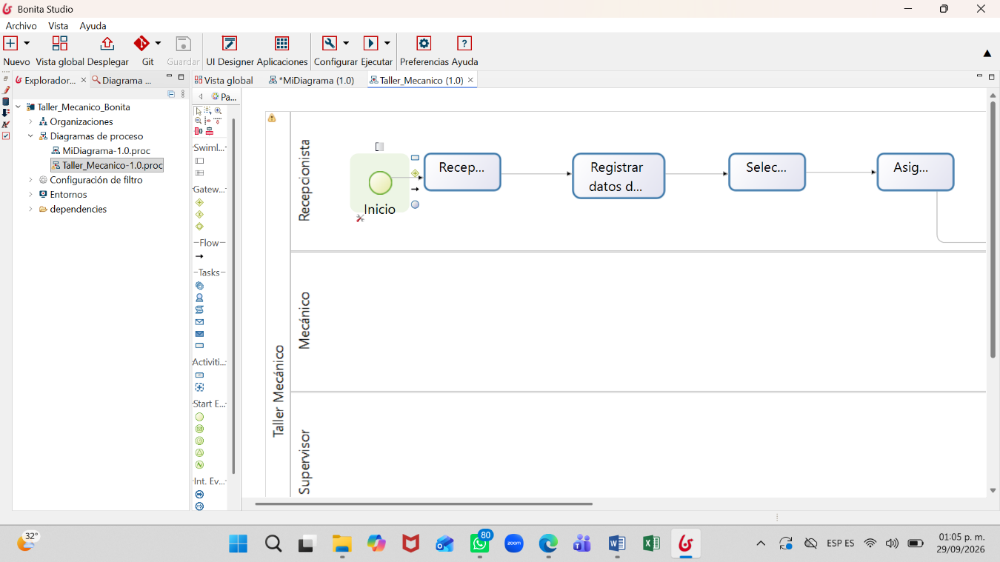 Bonita Studio
Archivo Vista Ayuda
Nuevo Vista global Desplegar Git Guardar UI Designer Aplicaciones Configurar Ejecutar Preferencias Ayuda
Explorador... Diagrama ...
Vista global *MiDiagrama (1.0) Taller_Mecanico (1.0)
Pa...
Taller_Mecanico_Bonita
Organizaciones
Diagramas de proceso
MiDiagrama-1.0.proc
Taller_Mecanico-1.0.proc
Configuración de filtro
Entornos
dependencies
Swiml...
Gatew...
Flow
Tasks
Activiti...
Start E...
Int. Ev...
Taller Mecánico
Recepcionista
Mecánico
Supervisor
Inicio
Recep...
Registrar
datos d...
Selec...
Asig...
32°
80
zoom
ESP ES
01:05 p. m.
29/09/2026